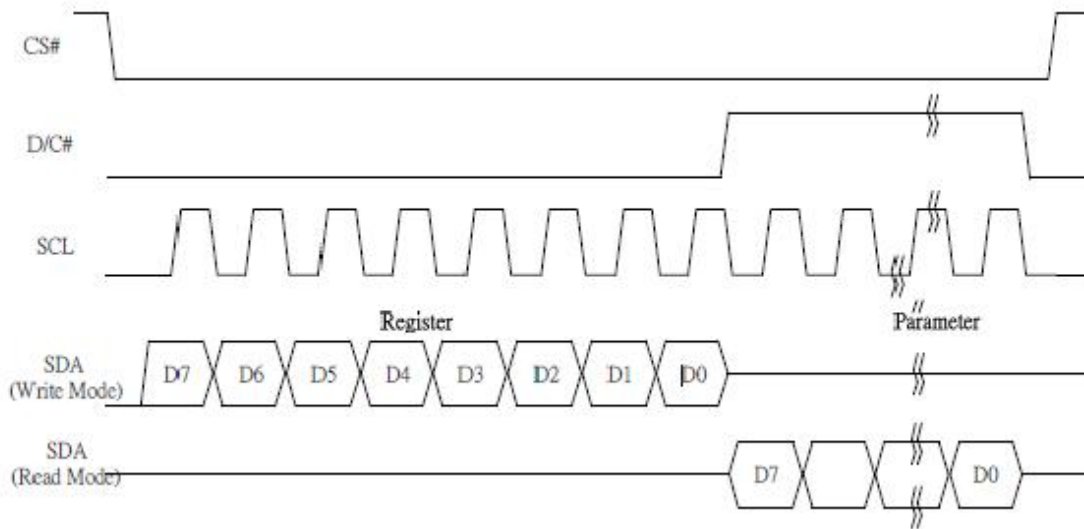 CS#
D/C#
SCL
Register Parameter
SDA
(Write Mode)
D7 D6 D5 D4 D3 D2 D1 D0
SDA
(Read Mode)
D7 D0